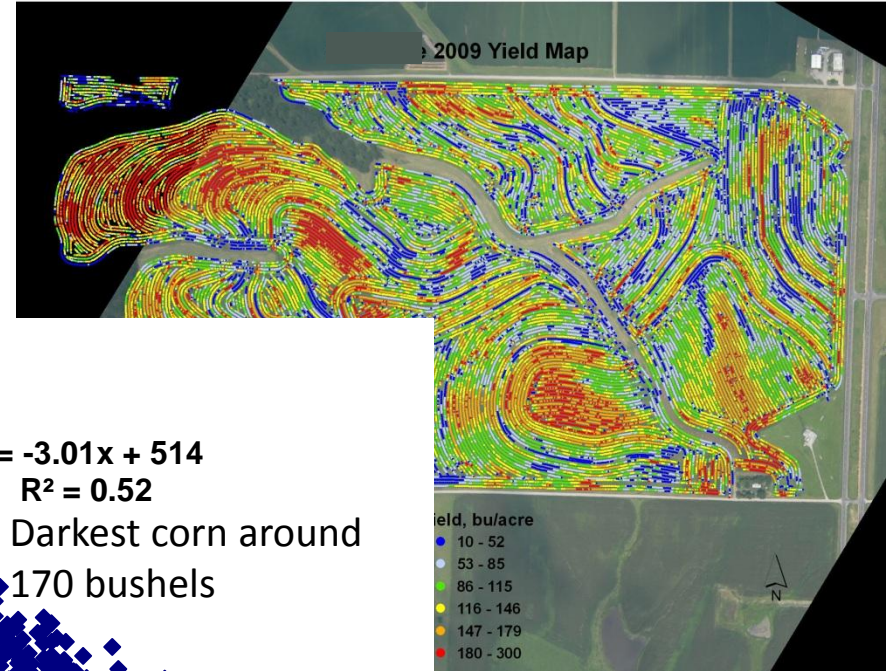 2009 Yield Map
= -3.01x + 514
R² = 0.52
Darkest corn around
170 bushels
ield, bu/acre
10 - 52
53 - 85
86 - 115
116 - 146
147 - 179
180 - 300
N